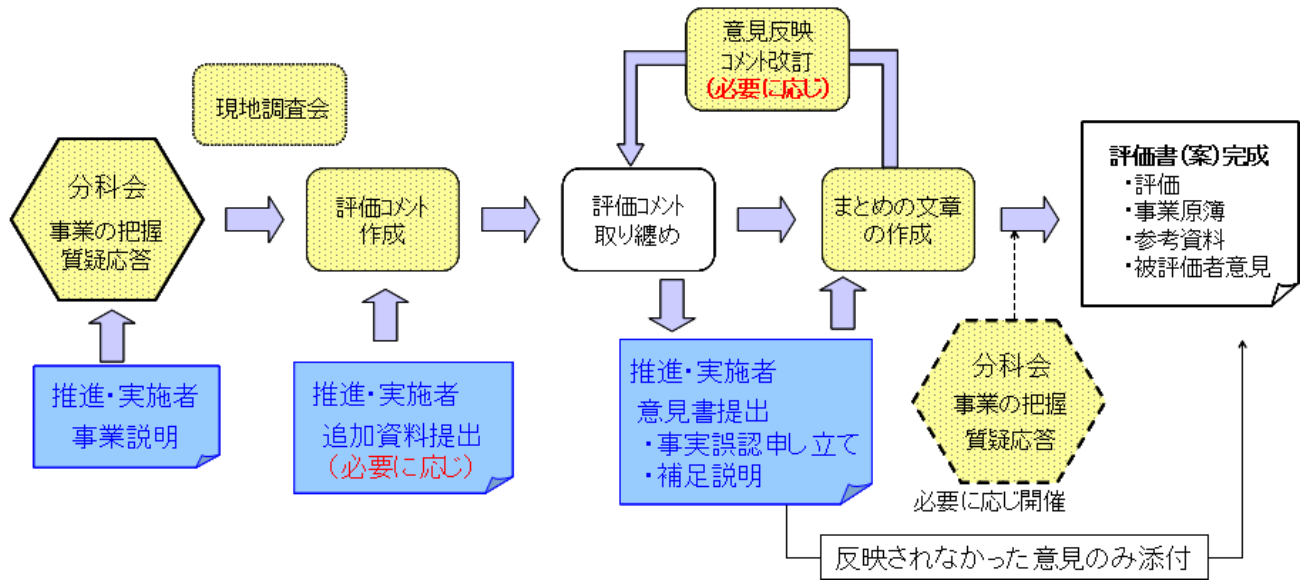 意見反映
コメント改訂
(必要に応じ)
現地調査会
分科会
事業の把握
質疑応答
評価コメント
作成
評価コメント
取り纏め
まとめの文章
の作成
評価書(案)完成
・評価
・事業原簿
・参考資料
・被評価者意見
推進・実施者
事業説明
推進・実施者
追加資料提出
(必要に応じ)
推進・実施者
意見書提出
・事実誤認申し立て
・補足説明
分科会
事業の把握
質疑応答
必要に応じ開催
反映されなかった意見のみ添付